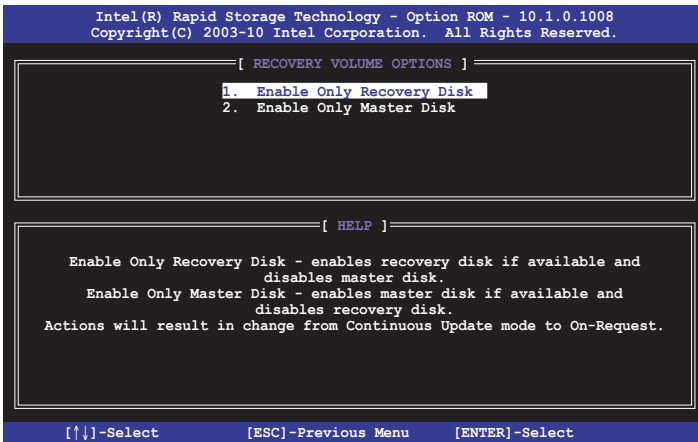 Intel(R) Rapid Storage Technology - Option ROM - 10.1.0.1008
Copyright(C) 2003-10 Intel Corporation.  All Rights Reserved.
[ RECOVERY VOLUME OPTIONS ]
1.  Enable Only Recovery Disk
2.  Enable Only Master Disk
[ HELP ]
Enable Only Recovery Disk - enables recovery disk if available and
disables master disk.
Enable Only Master Disk - enables master disk if available and
disables recovery disk.
Actions will result in change from Continuous Update mode to On-Request.
[↑↓]-Select [ESC]-Previous Menu [ENTER]-Select